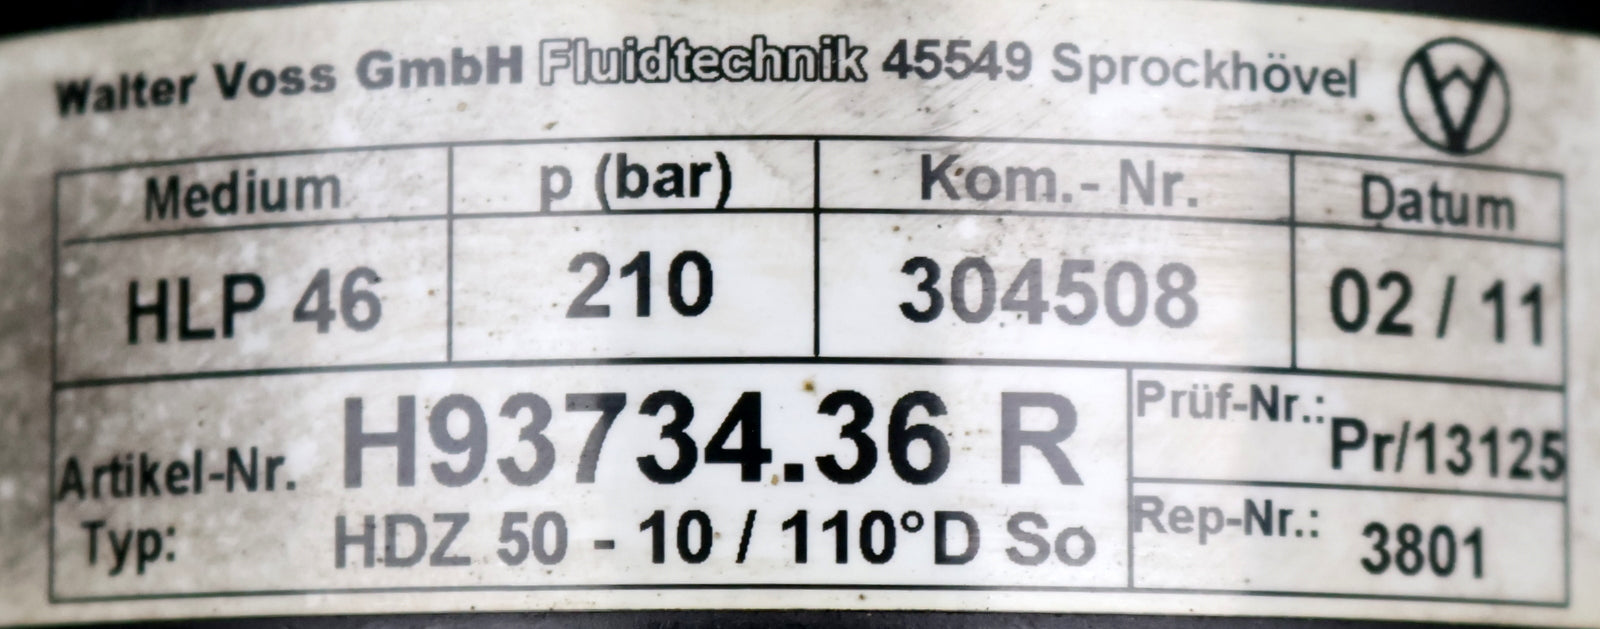 Walter Voss GmbH Fluidtechnik 45549 Sprockhövel
Medium p (bar) Kom.- Nr. Datum
HLP 46 210 304508 02 / 11
Artikel-Nr. H93734.36 R
Prüf-Nr.: Pr/13125
Typ: HDZ 50 - 10 / 110°D So
Rep-Nr.: 3801